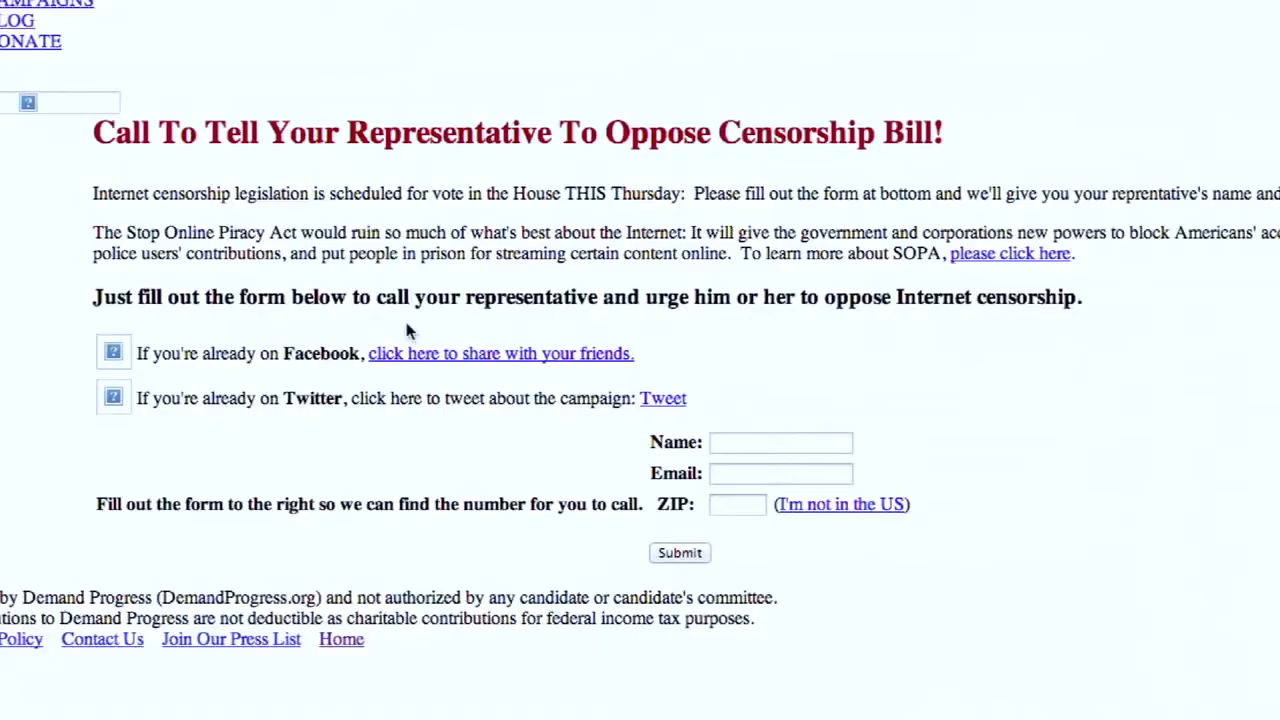 AMPAIGNS
LOG
ONATE
Call To Tell Your Representative To Oppose Censorship Bill!
Internet censorship legislation is scheduled for vote in the House THIS Thursday: Please fill out the form at bottom and we'll give you your reprentative's name and
The Stop Online Piracy Act would ruin so much of what's best about the Internet: It will give the government and corporations new powers to block Americans' acc
police users' contributions, and put people in prison for streaming certain content online. To learn more about SOPA, please click here.
Just fill out the form below to call your representative and urge him or her to oppose Internet censorship.
If you're already on Facebook, click here to share with your friends.
If you're already on Twitter, click here to tweet about the campaign: Tweet
Name:
Email:
Fill out the form to the right so we can find the number for you to call. ZIP: (I'm not in the US)
Submit
by Demand Progress (DemandProgress.org) and not authorized by any candidate or candidate's committee.
tions to Demand Progress are not deductible as charitable contributions for federal income tax purposes.
Policy Contact Us Join Our Press List Home